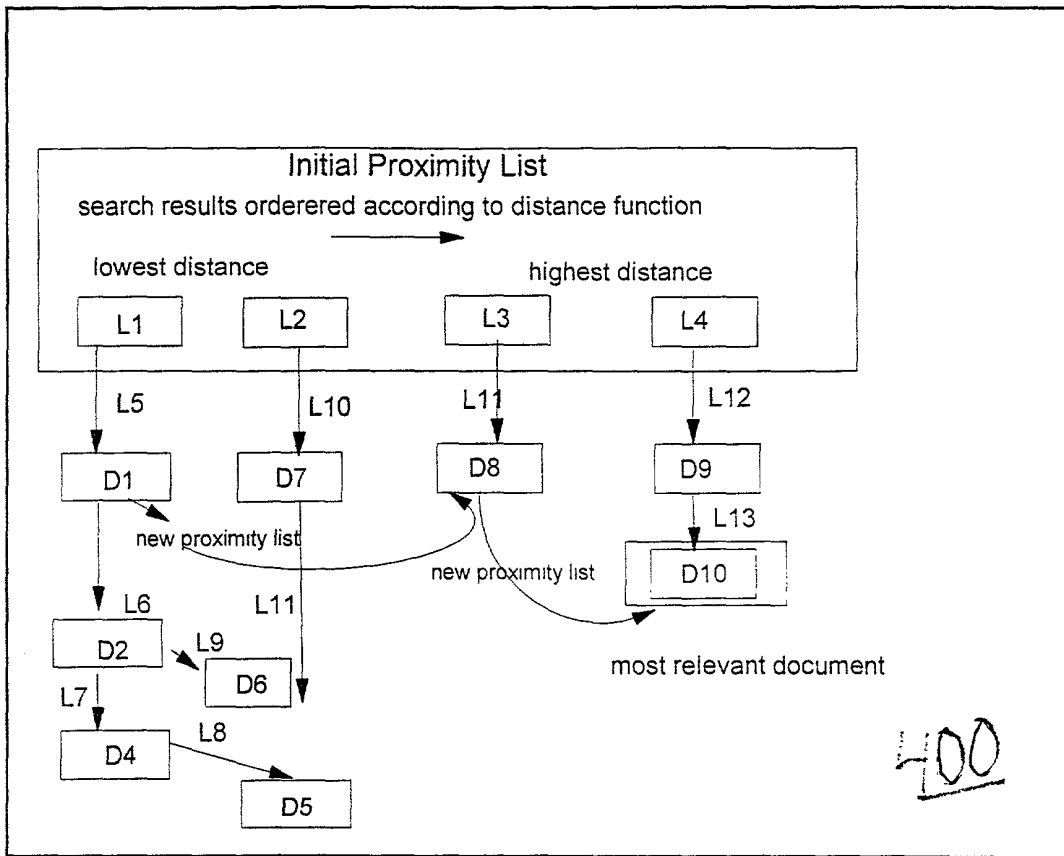 Initial Proximity List
search results orderered according to distance function
lowest distance
highest distance
L1
L2
L3
L4
L5
L10
L11
L12
D1
D7
D8
D9
L13
new proximity list
new proximity list
D10
L6
L11
D2
L9
D6
most relevant document
L7
L8
D4
D5
400